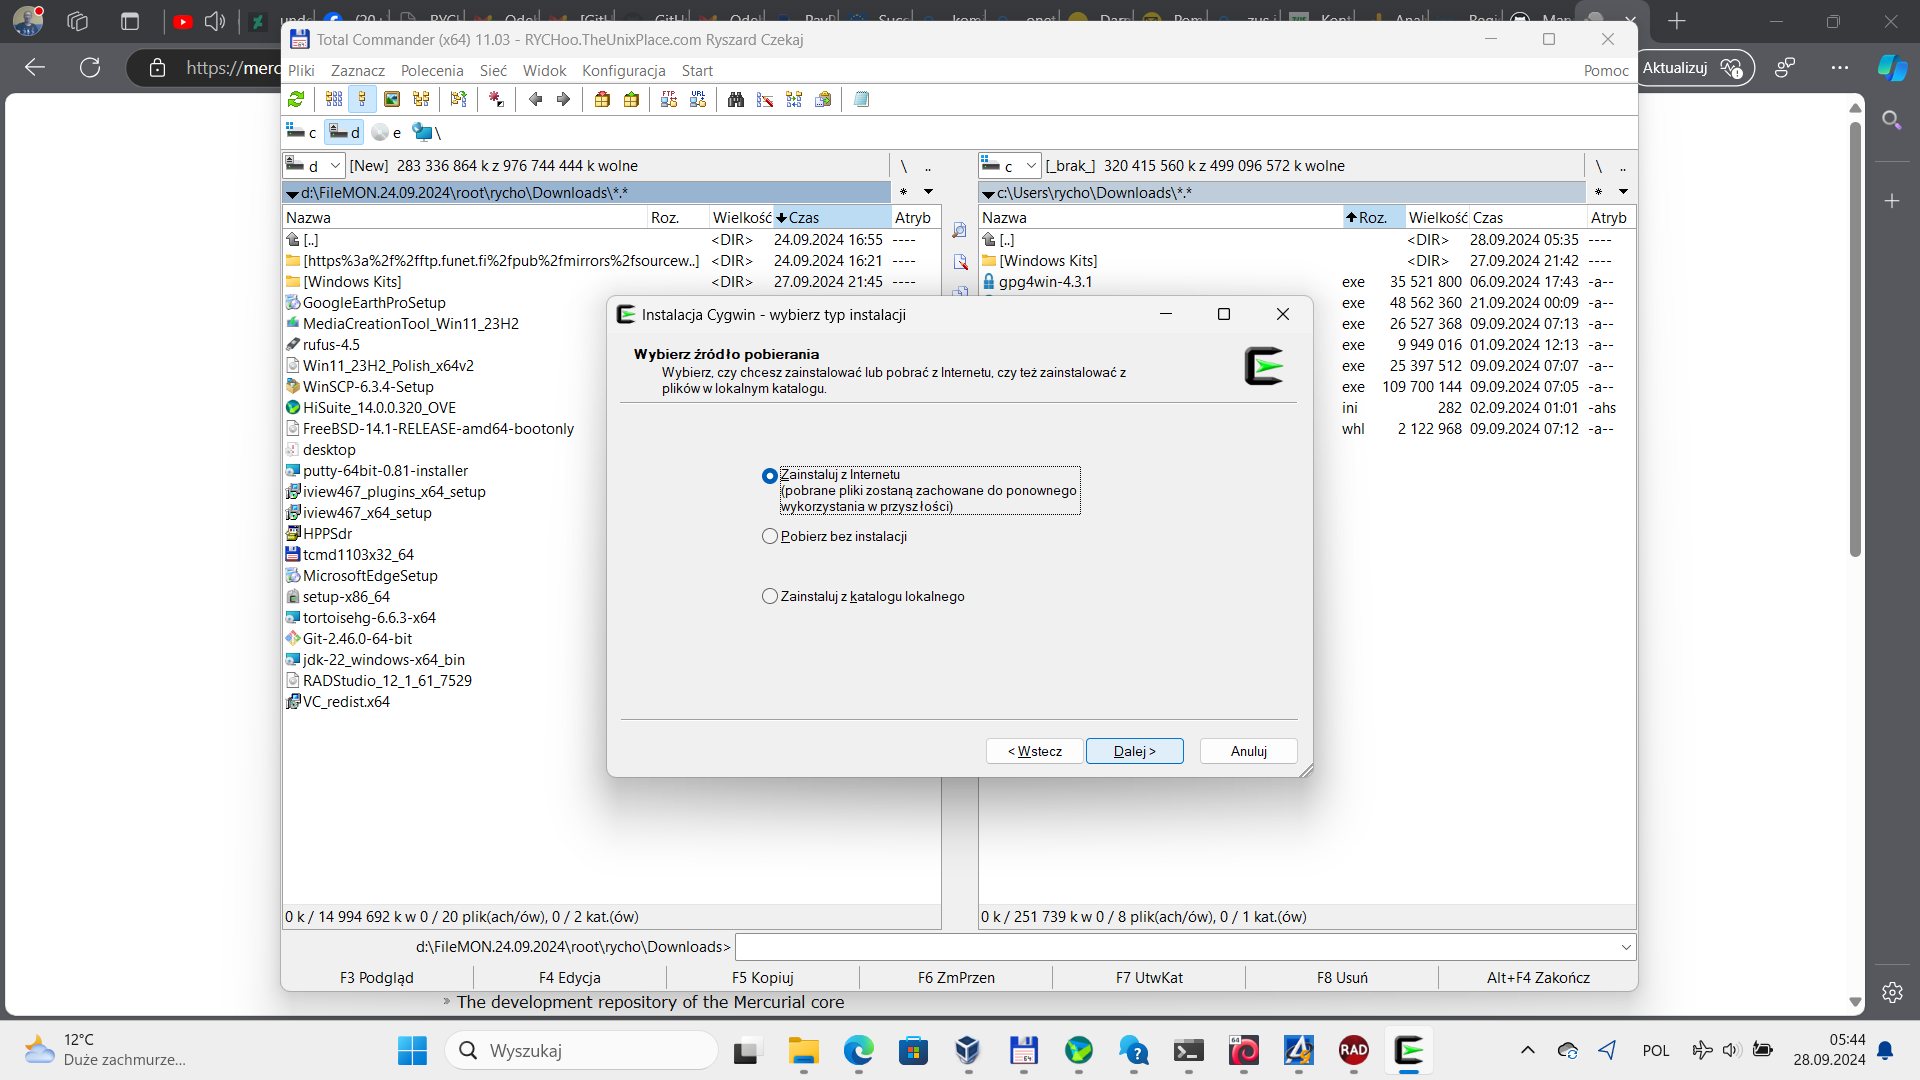 Total Commander (x64) 11.03 - RYCHoo.TheUnixPlace.com Ryszard Czekaj
https://merc
Aktualizuj
Pliki Zaznacz Polecenia Sieć Widok Konfiguracja Start Pomoc
c d e \
d [New] 283 336 864 k z 976 744 444 k wolne \ ..
c [_brak_] 320 415 560 k z 499 096 572 k wolne \ ..
d:\FileMON.24.09.2024\root\rycho\Downloads\*.* *
c:\Users\rycho\Downloads\*.* *
Nazwa Roz. Wielkość Czas Atryb
[..] <DIR> 24.09.2024 16:55 ----
[https%3a%2f%2fftp.funet.fi%2fpub%2fmirrors%2fsourcew..] <DIR> 24.09.2024 16:21 ----
[Windows Kits] <DIR> 27.09.2024 21:45 ----
GoogleEarthProSetup
MediaCreationTool_Win11_23H2
rufus-4.5
Win11_23H2_Polish_x64v2
WinSCP-6.3.4-Setup
HiSuite_14.0.0.320_OVE
FreeBSD-14.1-RELEASE-amd64-bootonly
desktop
putty-64bit-0.81-installer
iview467_plugins_x64_setup
iview467_x64_setup
HPPSdr
tcmd1103x32_64
MicrosoftEdgeSetup
setup-x86_64
tortoisehg-6.6.3-x64
Git-2.46.0-64-bit
jdk-22_windows-x64_bin
RADStudio_12_1_61_7529
VC_redist.x64
Nazwa Roz. Wielkość Czas Atryb
[..] <DIR> 28.09.2024 05:35 ----
[Windows Kits] <DIR> 27.09.2024 21:42 ----
gpg4win-4.3.1 exe 35 521 800 06.09.2024 17:43 -a--
exe 48 562 360 21.09.2024 00:09 -a--
exe 26 527 368 09.09.2024 07:13 -a--
exe 9 949 016 01.09.2024 12:13 -a--
exe 25 397 512 09.09.2024 07:07 -a--
exe 109 700 144 09.09.2024 07:05 -a--
ini 282 02.09.2024 01:01 -ahs
whl 2 122 968 09.09.2024 07:12 -a--
Instalacja Cygwin - wybierz typ instalacji
Wybierz źródło pobierania
Wybierz, czy chcesz zainstalować lub pobrać z Internetu, czy też zainstalować z
plików w lokalnym katalogu.
Zainstaluj z Internetu
(pobrane pliki zostaną zachowane do ponownego
wykorzystania w przyszłości)
Pobierz bez instalacji
Zainstaluj z katalogu lokalnego
< Wstecz Dalej > Anuluj
0 k / 14 994 692 k w 0 / 20 plik(ach/ów), 0 / 2 kat.(ów)
0 k / 251 739 k w 0 / 8 plik(ach/ów), 0 / 1 kat.(ów)
d:\FileMON.24.09.2024\root\rycho\Downloads>
F3 Podgląd F4 Edycja F5 Kopiuj F6 ZmPrzen F7 UtwKat F8 Usuń Alt+F4 Zakończ
» The development repository of the Mercurial core
12°C
Duże zachmurze...
Wyszukaj
RAD
POL
05:44
28.09.2024